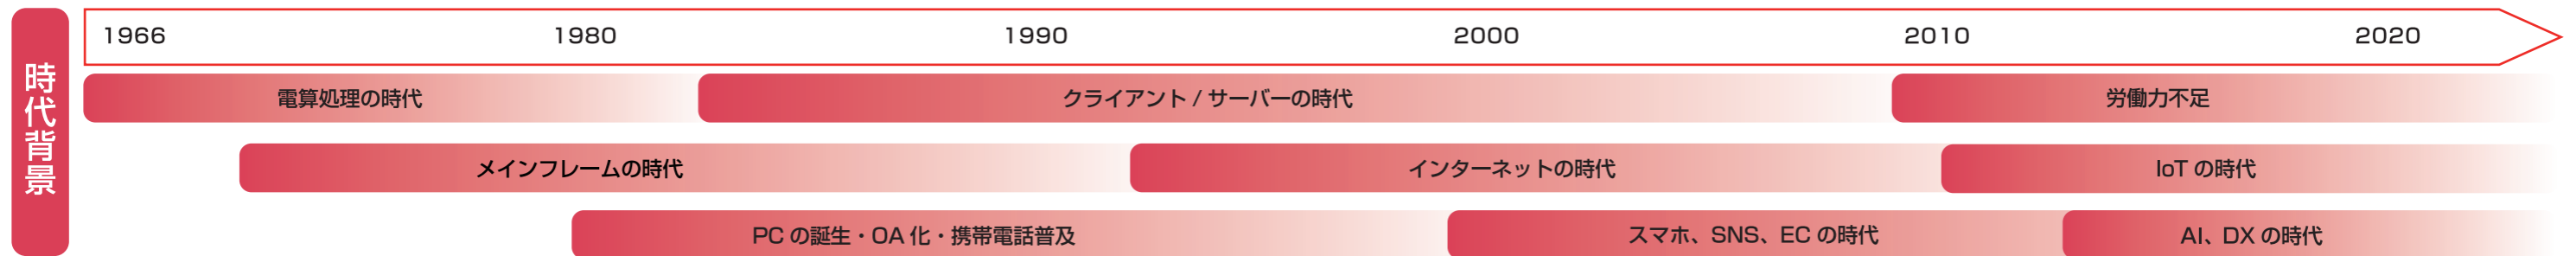 時代背景
1966 1980 1990 2000 2010 2020
電算処理の時代 クライアント / サーバーの時代 労働力不足
メインフレームの時代 インターネットの時代 IoT の時代
PC の誕生・OA 化・携帯電話普及 スマホ、SNS、EC の時代 AI、DX の時代